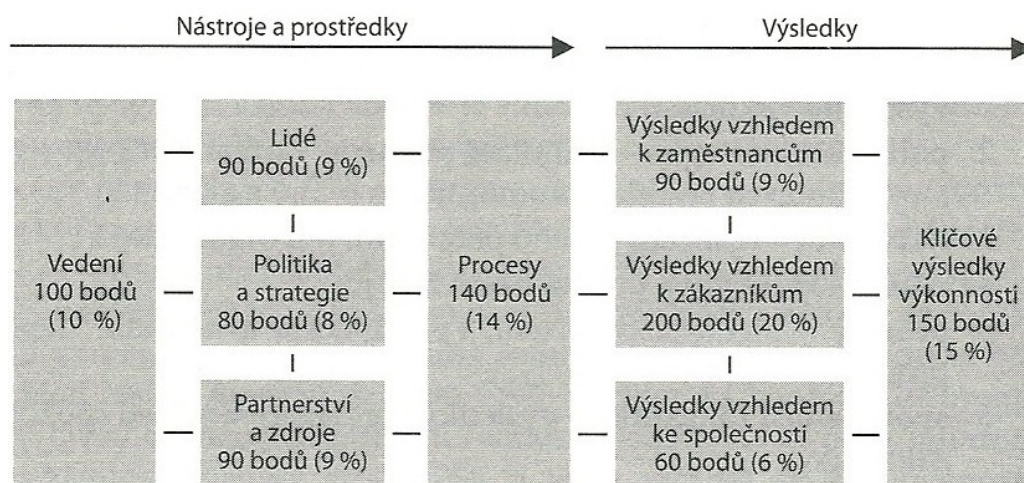 Nástroje a prostředky
Výsledky
Vedení
100 bodů
(10 %)
Lidé
90 bodů (9 %)
Politika
a strategie
80 bodů (8 %)
Partnerství
a zdroje
90 bodů (9 %)
Procesy
140 bodů
(14 %)
Výsledky vzhledem
k zaměstnancům
90 bodů (9 %)
Výsledky vzhledem
k zákazníkům
200 bodů (20 %)
Výsledky vzhledem
ke společnosti
60 bodů (6 %)
Klíčové
výsledky
výkonnosti
150 bodů
(15 %)